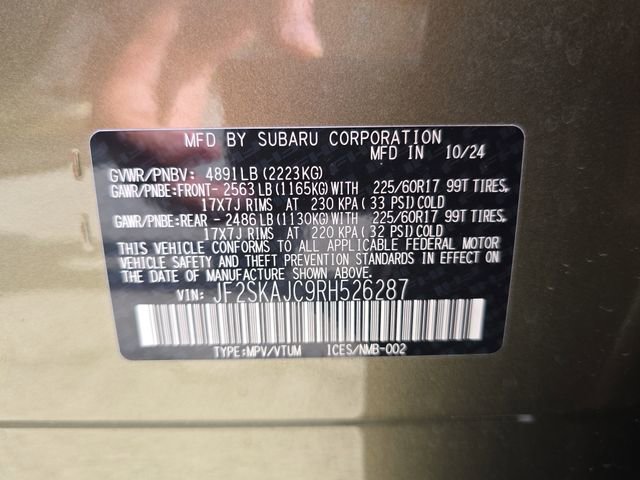 MFD BY SUBARU CORPORATION
MFD IN 10/24
GVWR/PNBV: 4891LB (2223KG)
GAWR/PNBE:FRONT- 2563LB(1165KG)WITH 225/60R17 99T TIRES,
17X7J RIMS AT 230 KPA(33 PSI)COLD
GAWR/PNBE:REAR - 2486LB(1130KG)WITH 225/60R17 99T TIRES,
17X7J RIMS AT 220 KPA(32 PSI)COLD
THIS VEHICLE CONFORMS TO ALL APPLICABLE FEDERAL MOTOR
VEHICLE SAFETY AND THEFT PREVENTION STANDARDS IN EFFECT ON
THE DATE OF MANUFACTURE SHOWN ABOVE.
VIN: JF2SKAJC9RH526287
TYPE:MPV/VTUM ICES/NMB-002